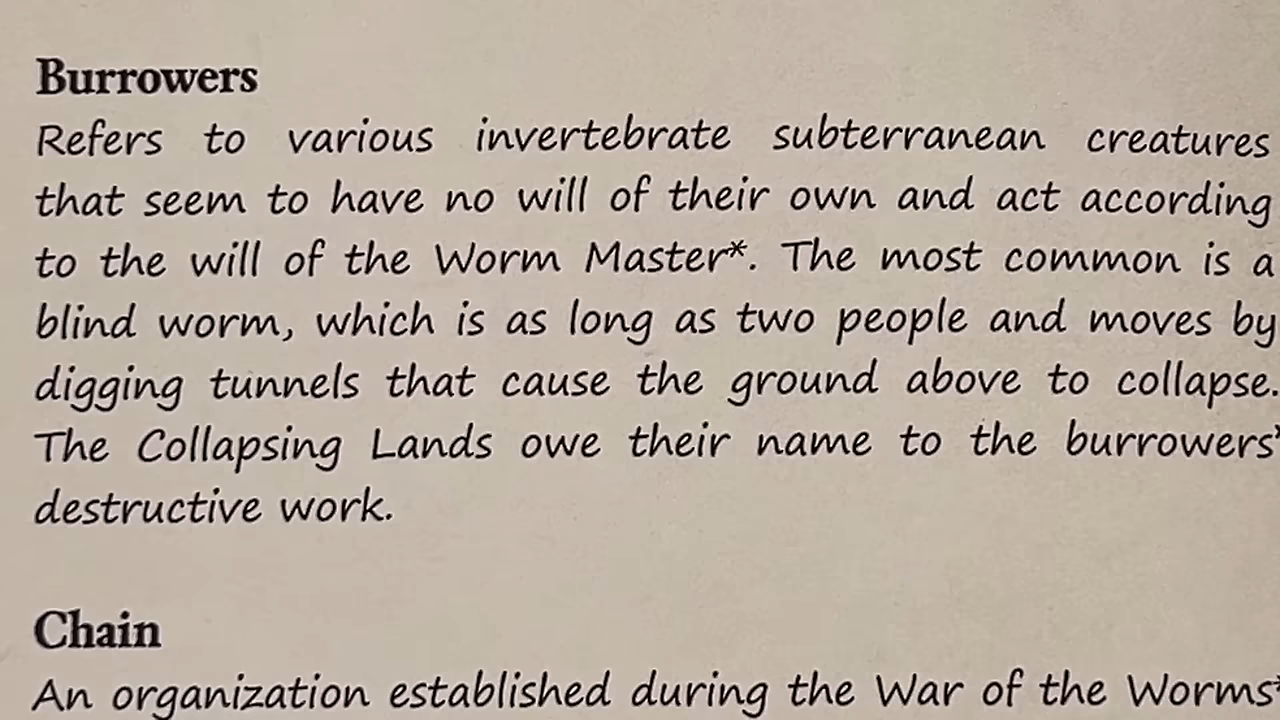 Burrowers
Refers to various invertebrate subterranean creatures
that seem to have no will of their own and act according
to the will of the Worm Master*. The most common is a
blind worm, which is as long as two people and moves by
digging tunnels that cause the ground above to collapse.
The Collapsing Lands owe their name to the burrowers'
destructive work.
Chain
An organization established during the War of the Worms*